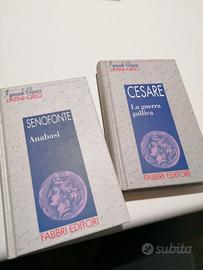 I grandi Classici
LATINI e GRECI
SENOFONTE
Anabasi
FABBRI EDITORI
I grandi Classici
LATINI e GRECI
CESARE
La guerra
gallica
FABBRI EDITORI
subito